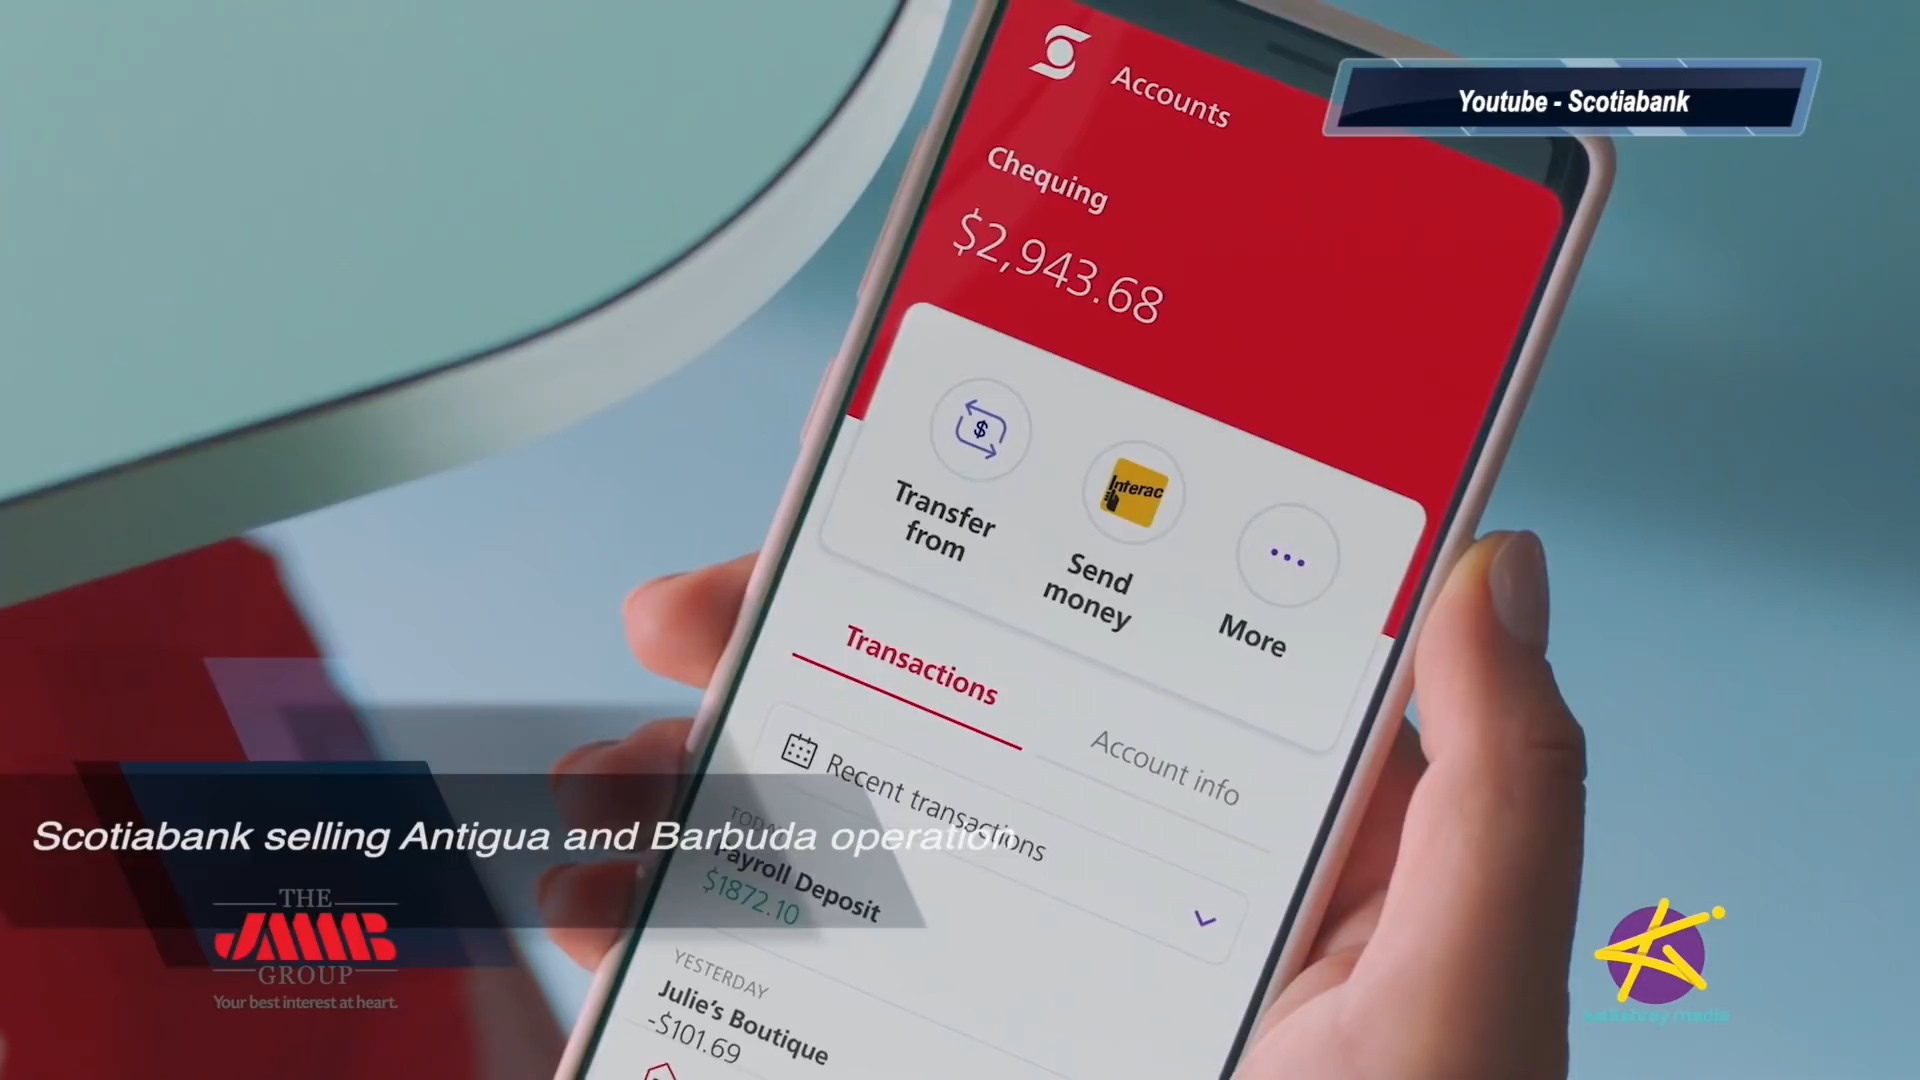 Accounts
Youtube - Scotiabank
Chequing
$2,943.68
Transfer
from
Interac
Send
money
More
Transactions
Account info
Recent transactions
TODAY
Scotiabank selling Antigua and Barbuda operation
Payroll Deposit
$1872.10
THE
JMMB
GROUP
Your best interest at heart.
YESTERDAY
Julie's Boutique
-$101.69